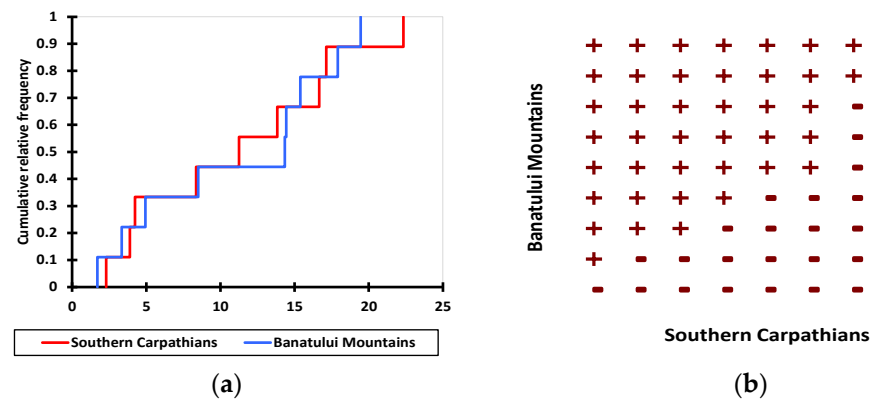 Cumulative relative frequency
1
0.9
0.8
0.7
0.6
0.5
0.4
0.3
0.2
0.1
0
0 5 10 15 20 25
Southern Carpathians Banatului Mountains
(a)
Banatului Mountains
+ + + + + + +
+ + + + + + +
+ + + + + + -
+ + + + + + -
+ + + + + + -
+ + + + - - -
+ + + - - - -
+ - - - - - -
- - - - - - -
Southern Carpathians
(b)